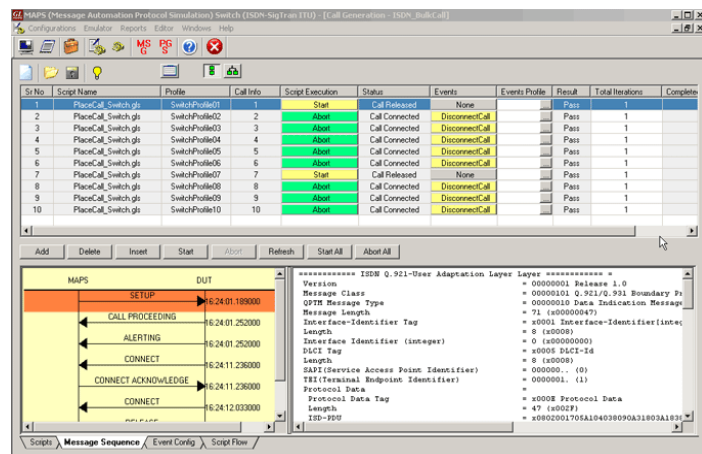 MAPS (Message Automation Protocol Simulation) Switch (ISDN-SigTran ITU) - [Call Generation - ISDN_BulkCall]
Configurations Emulator Reports Editor Windows Help
MS G PG S
Sr No Script Name Profile Call Info Script Execution Status Events Events Profile Result Total Iterations Complete
1 PlaceCall_Switch.gls SwitchProfile01 1 Start Call Released None ... Pass 1
2 PlaceCall_Switch.gls SwitchProfile02 2 Abort Call Connected DisconnectCall ... Pass 1
3 PlaceCall_Switch.gls SwitchProfile03 3 Abort Call Connected DisconnectCall ... Pass 1
4 PlaceCall_Switch.gls SwitchProfile04 4 Abort Call Connected DisconnectCall ... Pass 1
5 PlaceCall_Switch.gls SwitchProfile05 5 Abort Call Connected DisconnectCall ... Pass 1
6 PlaceCall_Switch.gls SwitchProfile06 6 Abort Call Connected DisconnectCall ... Pass 1
7 PlaceCall_Switch.gls SwitchProfile07 7 Start Call Released None ... Pass 1
8 PlaceCall_Switch.gls SwitchProfile08 8 Abort Call Connected DisconnectCall ... Pass 1
9 PlaceCall_Switch.gls SwitchProfile09 9 Abort Call Connected DisconnectCall ... Pass 1
10 PlaceCall_Switch.gls SwitchProfile10 10 Abort Call Connected DisconnectCall ... Pass 1
Add Delete Insert Start Abort Refresh Start All Abort All
MAPS DUT
SETUP
16:24:01.189000
CALL PROCEEDING
16:24:01.252000
ALERTING
16:24:01.252000
CONNECT
16:24:11.236000
CONNECT ACKNOWLEDGE
16:24:11.236000
CONNECT
16:24:12.033000
RELEASE
============ ISDN Q.921-User Adaptation Layer Layer ============ =
Version = 00000001 Release 1.0
Message Class = 00000101 Q.921/Q.931 Boundary Pr
QPTM Message Type = 00000010 Data Indication Message
Message Length = 71 (x00000047)
Interface-Identifier Tag = x0001 Interface-Identifier(integ
Length = 8 (x0008)
Interface Identifier (integer) = 0 (x00000000)
DLCI Tag = x0005 DLCI-Id
Length = 8 (x0008)
SAPI(Service Access Point Identifier) = 000000.. (0)
TEI(Terminal Endpoint Identifier) = 0000001. (1)
Protocol Data =
Protocol Data Tag = x000E Protocol Data
Length = 47 (x002F)
ISD-PDU = x0802001705A104038090A31803A1838
Scripts Message Sequence Event Config Script Flow